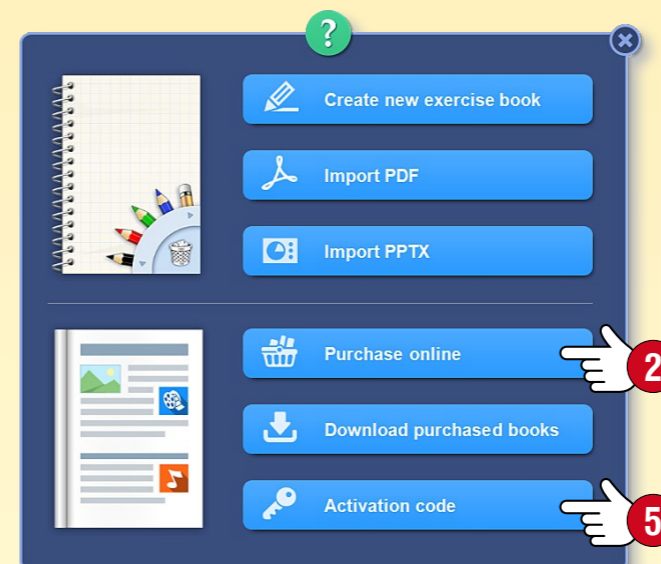 ?
Create new exercise book
Import PDF
Import PPTX
Purchase online
2
Download purchased books
Activation code
5